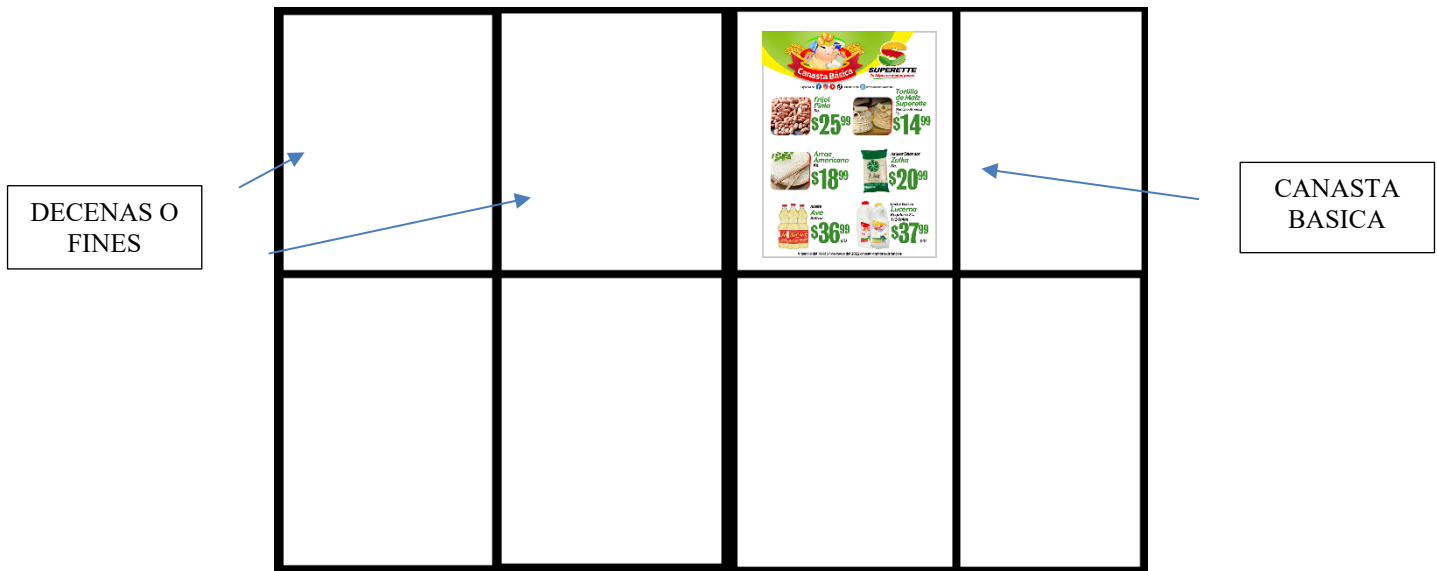 DECENAS O
FINES
CANASTA
BASICA
Canasta Básica
SUPERETTE
Frijol
Pinto
$25.99
Tortilla
de Maíz
Superette
$14.99
Arroz
Americano
$18.99
Zulka
$20.99
Ave
$36.99
Lucerna
$37.99